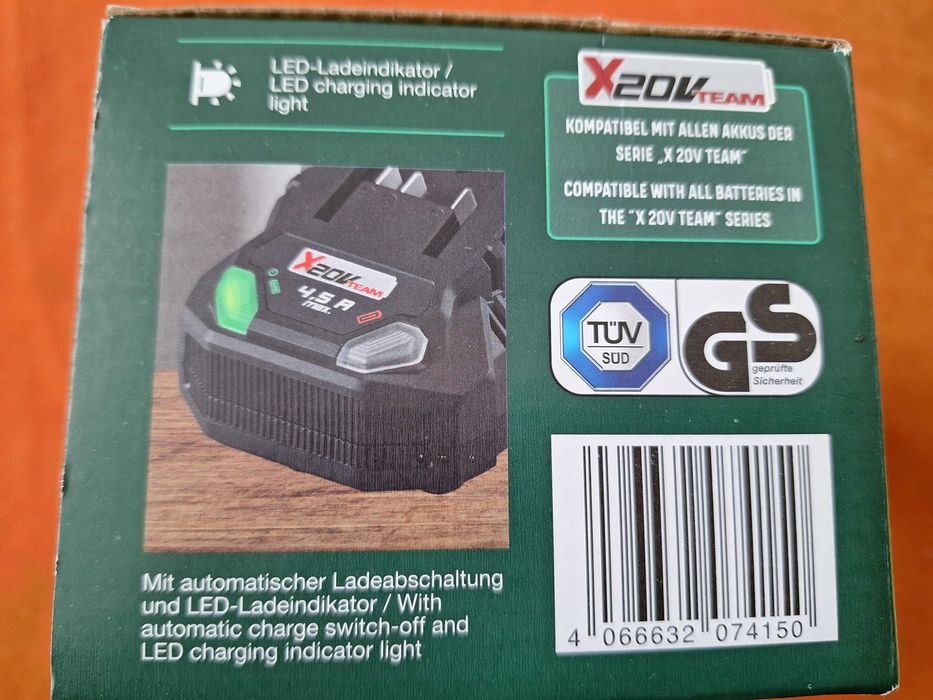 LED-Ladeindikator /
LED charging indicator
light
X20V TEAM
KOMPATIBEL MIT ALLEN AKKUS DER
SERIE „X 20V TEAM"
COMPATIBLE WITH ALL BATTERIES IN
THE "X 20V TEAM" SERIES
X20V TEAM
4,5 A
max.
TÜV
SÜD
GS
geprüfte
Sicherheit
Mit automatischer Ladeabschaltung
und LED-Ladeindikator / With
automatic charge switch-off and
LED charging indicator light
4 066632 074150